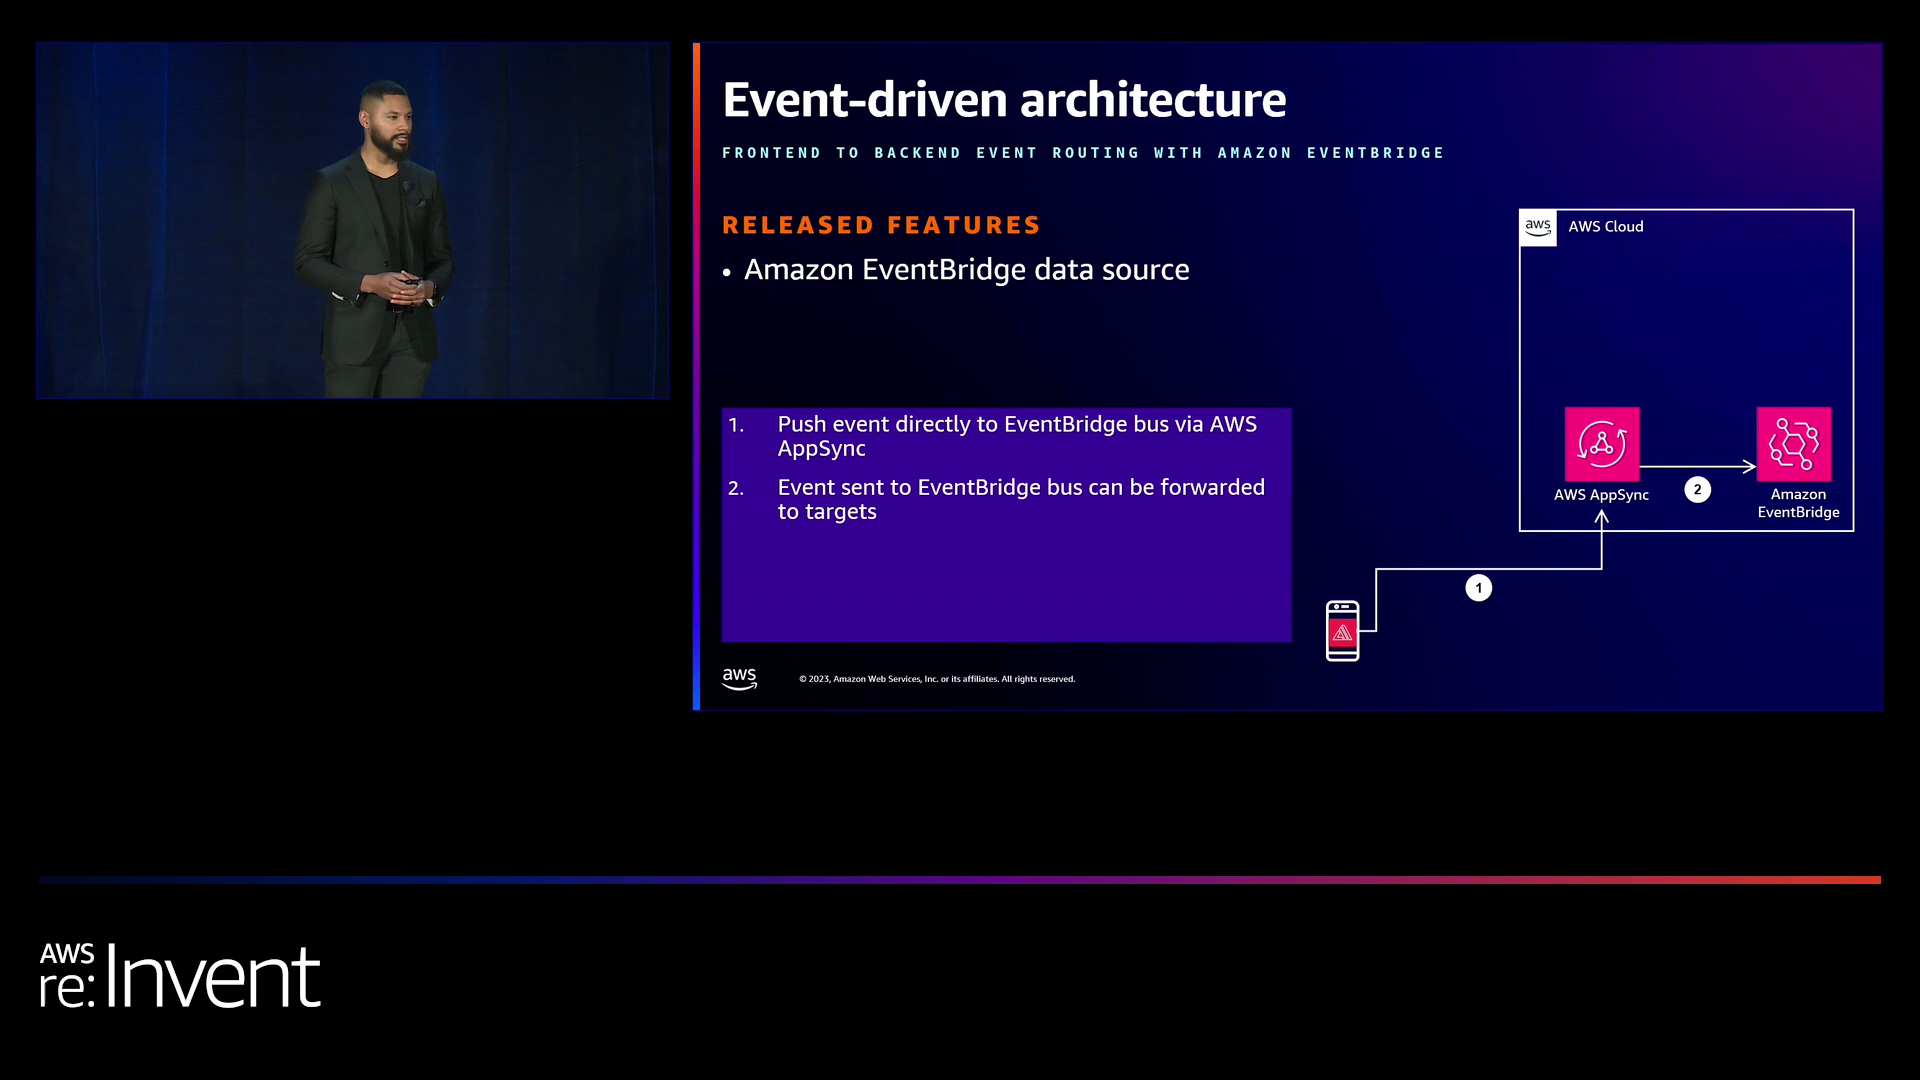 Event-driven architecture
FRONTEND TO BACKEND EVENT ROUTING WITH AMAZON EVENTBRIDGE
RELEASED FEATURES
• Amazon EventBridge data source
1. Push event directly to EventBridge bus via AWS
AppSync
2. Event sent to EventBridge bus can be forwarded
to targets
aws
AWS Cloud
AWS AppSync
2
Amazon
EventBridge
1
aws
© 2023, Amazon Web Services, Inc. or its affiliates. All rights reserved.
AWS
re:Invent